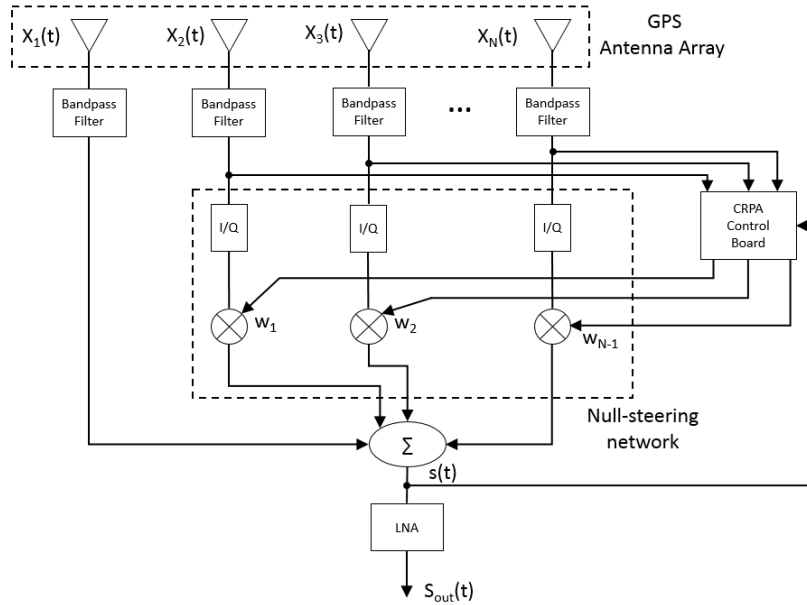 X1(t)
X2(t)
X3(t)
XN(t)
GPS
Antenna Array
Bandpass
Filter
Bandpass
Filter
Bandpass
Filter
...
Bandpass
Filter
I/Q
I/Q
I/Q
CRPA
Control
Board
w1
w2
wN-1
Null-steering
network
Σ
s(t)
LNA
Sout(t)